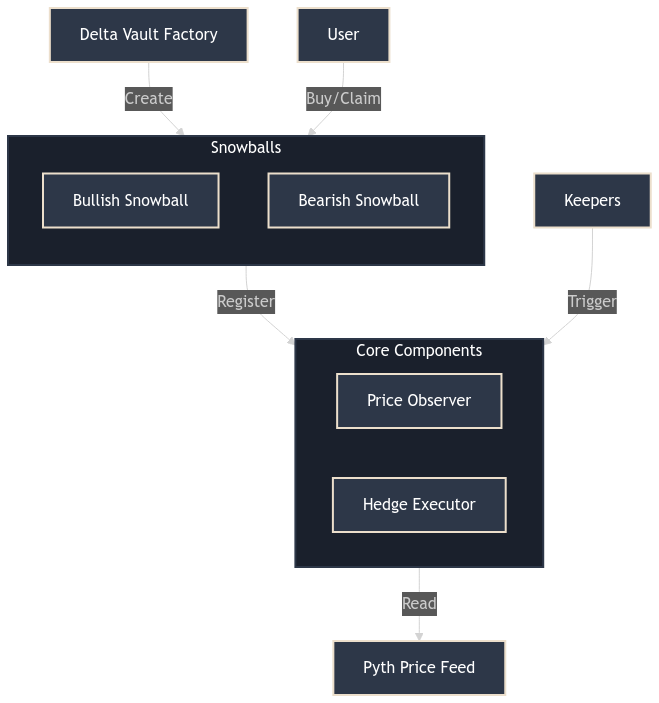 Delta Vault Factory
User
Create
Buy/Claim
Snowballs
Bullish Snowball
Bearish Snowball
Keepers
Register
Trigger
Core Components
Price Observer
Hedge Executor
Read
Pyth Price Feed